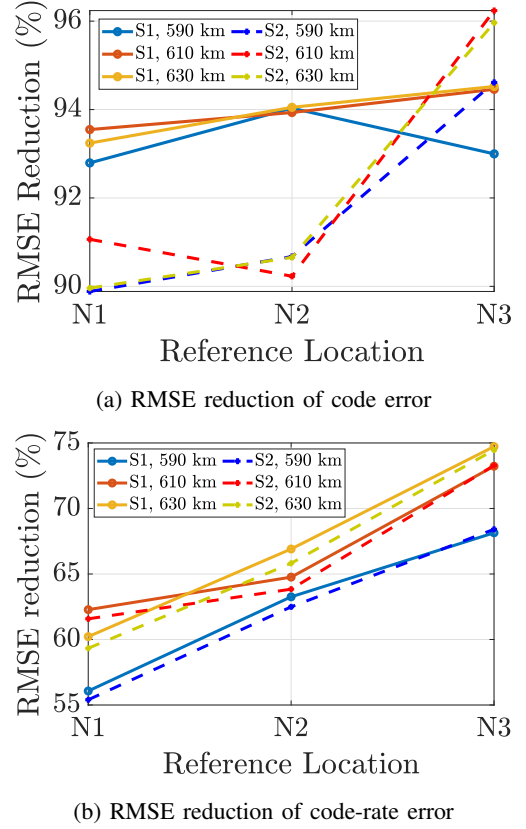 96
94
92
90
RMSE Reduction (%)
S1, 590 km
S1, 610 km
S1, 630 km
S2, 590 km
S2, 610 km
S2, 630 km
N1
N2
N3
Reference Location
(a) RMSE reduction of code error
75
70
65
60
55
RMSE reduction (%)
S1, 590 km
S1, 610 km
S1, 630 km
S2, 590 km
S2, 610 km
S2, 630 km
N1
N2
N3
Reference Location
(b) RMSE reduction of code-rate error